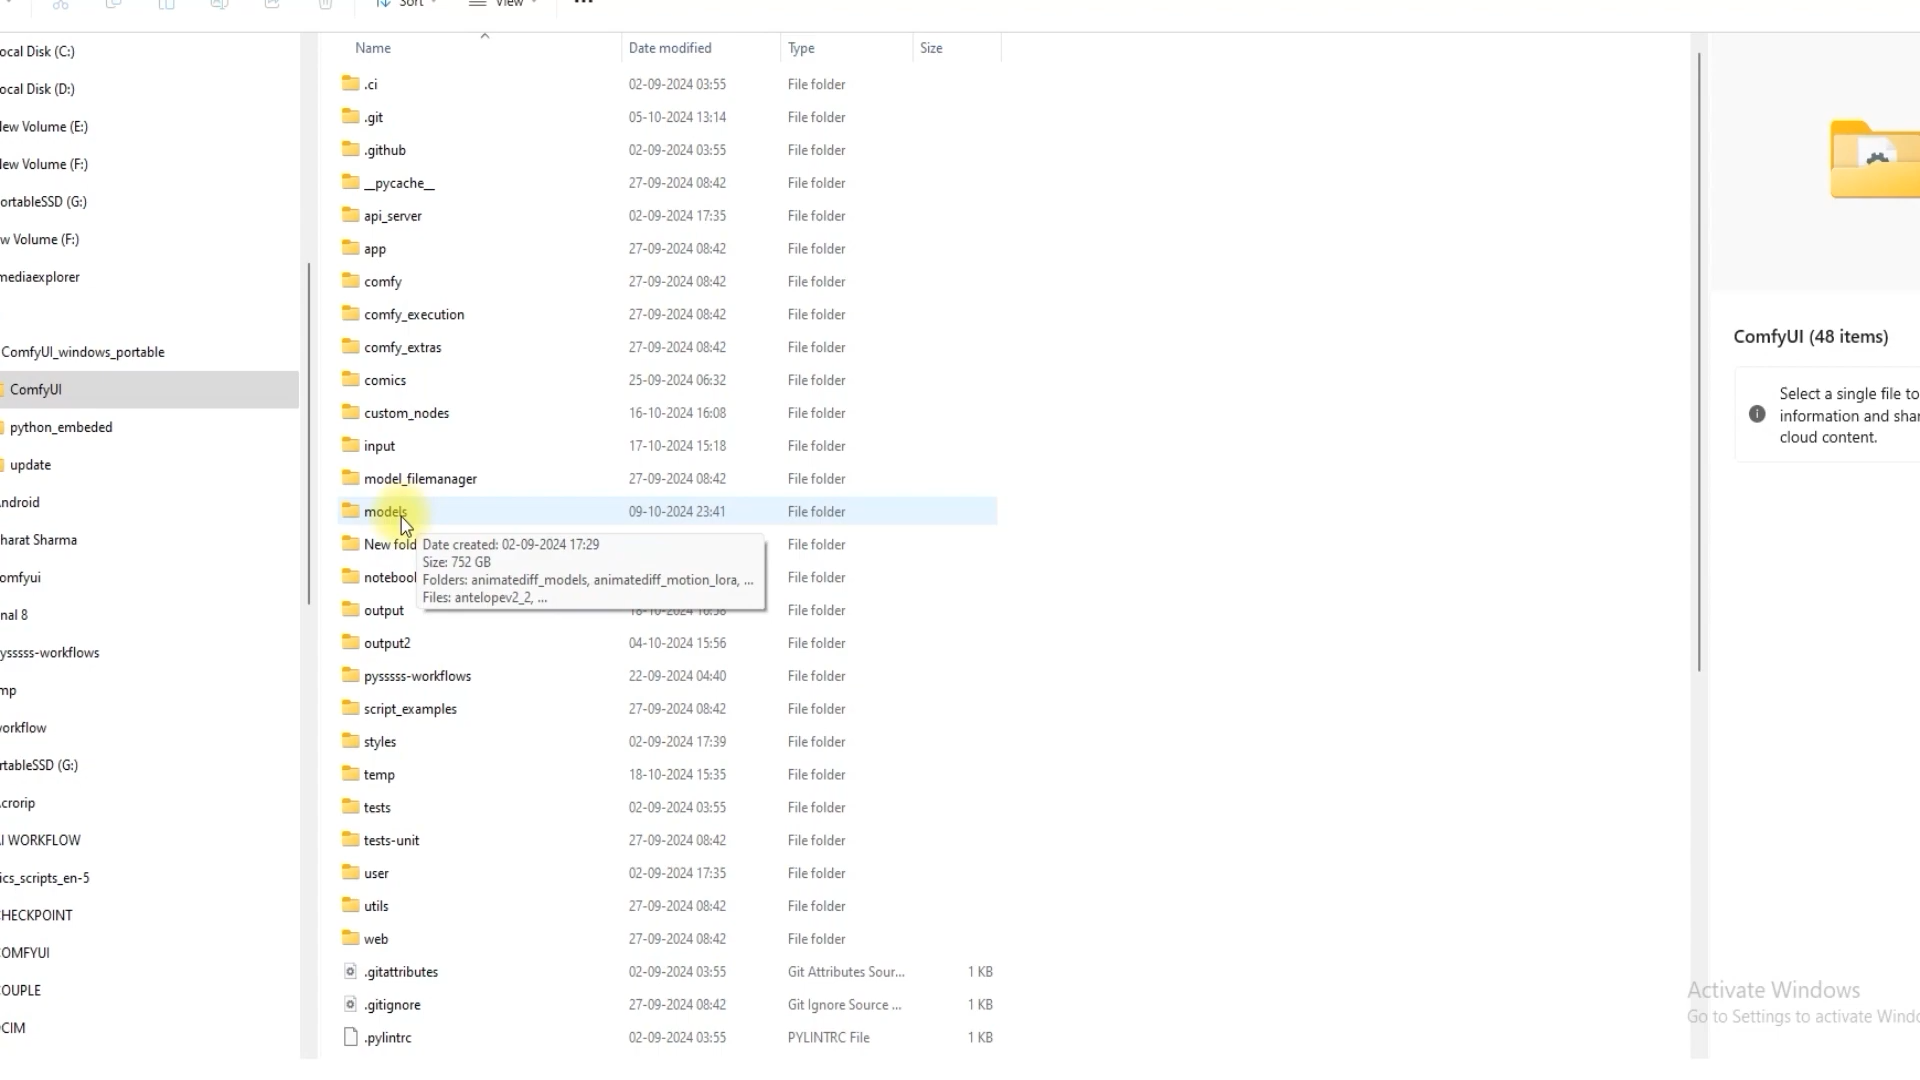 Sort
View
ocal Disk (C:)
ocal Disk (D:)
lew Volume (E:)
lew Volume (F:)
ortableSSD (G:)
w Volume (F:)
mediaexplorer
ComfyUI_windows_portable
ComfyUI
python_embeded
update
ndroid
harat Sharma
omfyui
nal 8
ysssss-workflows
mp
vorkflow
rtableSSD (G:)
crorip
I WORKFLOW
ics_scripts_en-5
HECKPOINT
OMFYUI
OUPLE
CIM
Name Date modified Type Size
.ci 02-09-2024 03:55 File folder
.git 05-10-2024 13:14 File folder
.github 02-09-2024 03:55 File folder
__pycache__ 27-09-2024 08:42 File folder
api_server 02-09-2024 17:35 File folder
app 27-09-2024 08:42 File folder
comfy 27-09-2024 08:42 File folder
comfy_execution 27-09-2024 08:42 File folder
comfy_extras 27-09-2024 08:42 File folder
comics 25-09-2024 06:32 File folder
custom_nodes 16-10-2024 16:08 File folder
input 17-10-2024 15:18 File folder
model_filemanager 27-09-2024 08:42 File folder
models 09-10-2024 23:41 File folder
New fold File folder
Date created: 02-09-2024 17:29
Size: 752 GB
Folders: animatediff_models, animatediff_motion_lora, ...
Files: antelopev2_2, ...
notebool File folder
output File folder
output2 04-10-2024 15:56 File folder
pysssss-workflows 22-09-2024 04:40 File folder
script_examples 27-09-2024 08:42 File folder
styles 02-09-2024 17:39 File folder
temp 18-10-2024 15:35 File folder
tests 02-09-2024 03:55 File folder
tests-unit 27-09-2024 08:42 File folder
user 02-09-2024 17:35 File folder
utils 27-09-2024 08:42 File folder
web 27-09-2024 08:42 File folder
.gitattributes 02-09-2024 03:55 Git Attributes Sour... 1 KB
.gitignore 27-09-2024 08:42 Git Ignore Source ... 1 KB
.pylintrc 02-09-2024 03:55 PYLINTRC File 1 KB
ComfyUI (48 items)
Select a single file to
information and shar
cloud content.
Activate Windows
Go to Settings to activate Windo